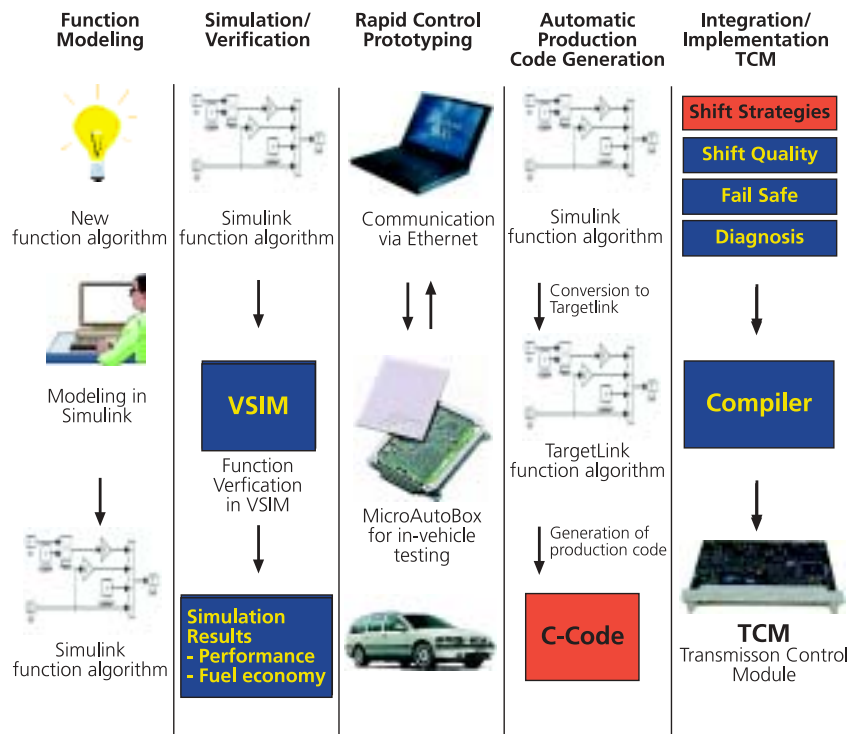 Function
Modeling
Simulation/
Verification
Rapid Control
Prototyping
Automatic
Production
Code Generation
Integration/
Implementation
TCM
New
function algorithm
Modeling in
Simulink
Simulink
function algorithm
Simulink
function algorithm
VSIM
Function
Verfication
in VSIM
Simulation
Results
- Performance
- Fuel economy
Communication
via Ethernet
MicroAutoBox
for in-vehicle
testing
Simulink
function algorithm
Conversion to
Targetlink
TargetLink
function algorithm
Generation of
production code
C-Code
Shift Strategies
Shift Quality
Fail Safe
Diagnosis
Compiler
TCM
Transmisson Control
Module